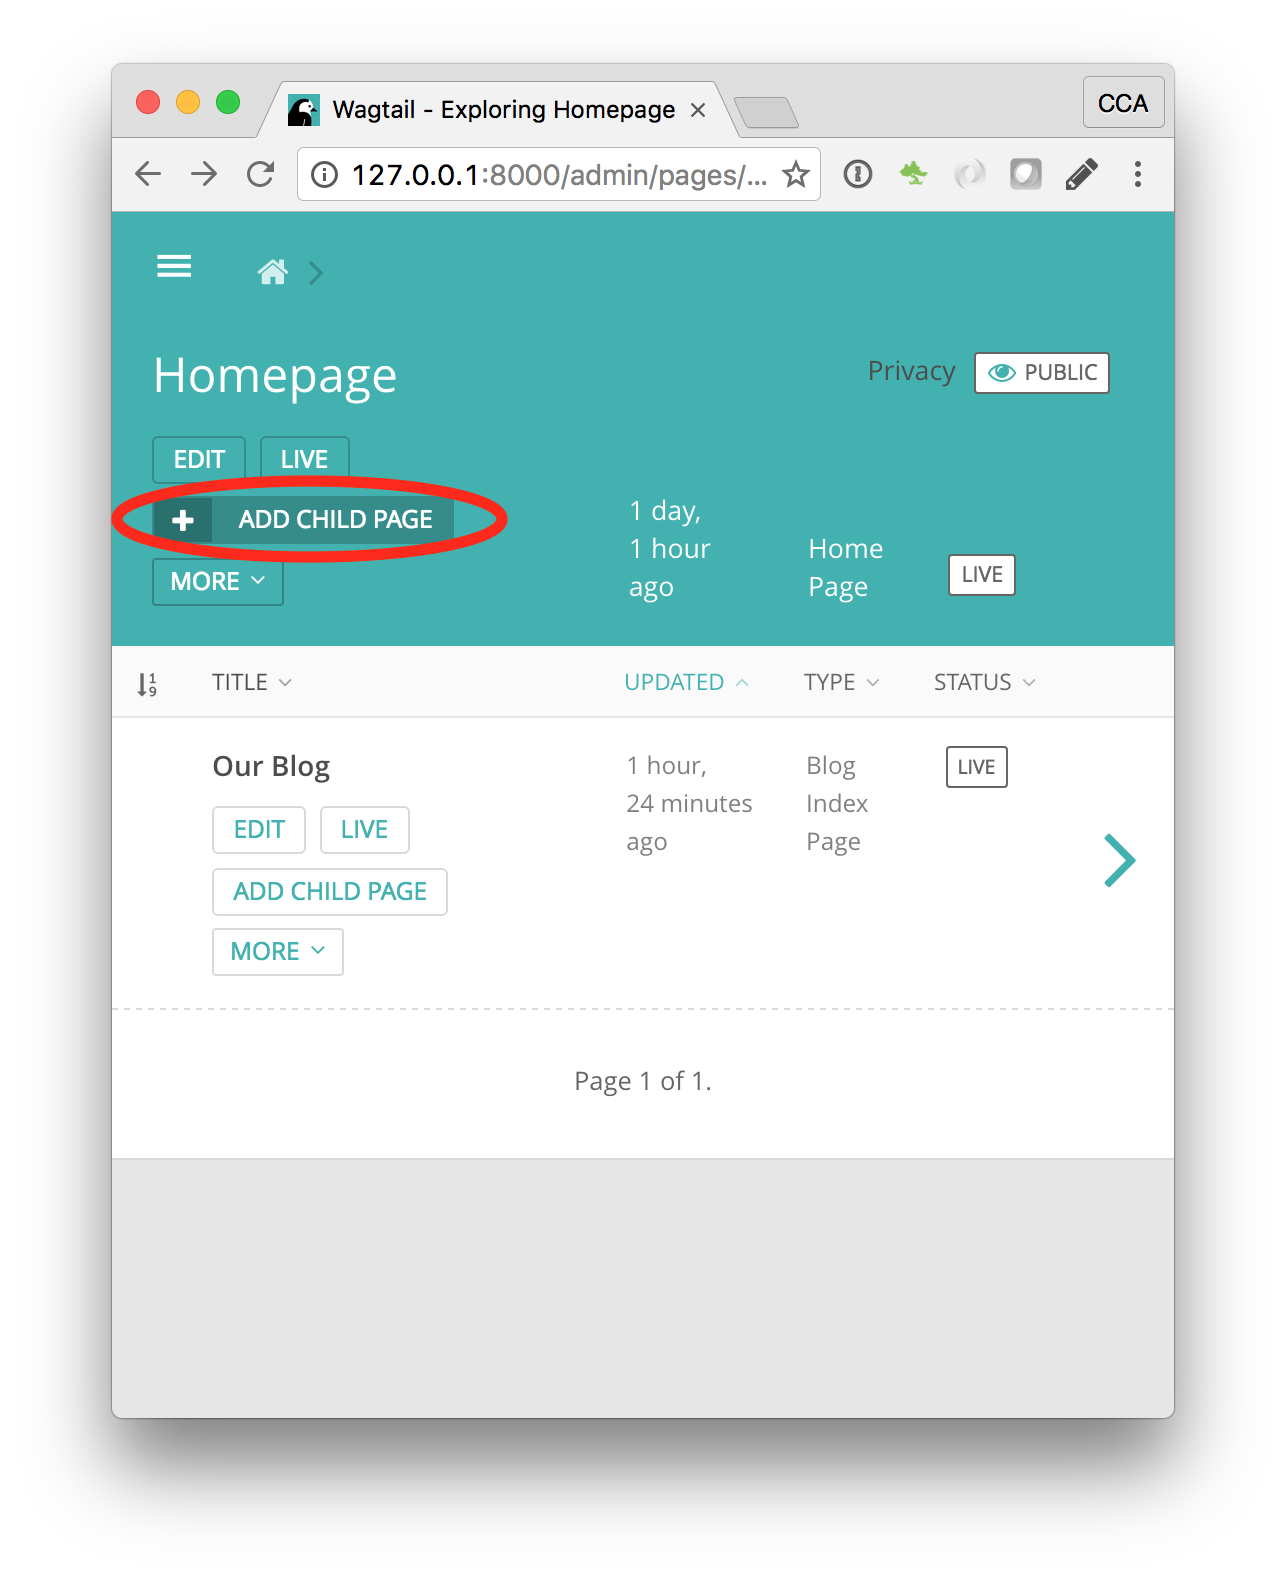 Wagtail - Exploring Homepage
CCA
127.0.0.1:8000/admin/pages/...
Homepage
Privacy
PUBLIC
EDIT
LIVE
ADD CHILD PAGE
MORE
1 day,
1 hour
ago
Home
Page
LIVE
1
9
TITLE
UPDATED
TYPE
STATUS
Our Blog
EDIT
LIVE
ADD CHILD PAGE
MORE
1 hour,
24 minutes
ago
Blog
Index
Page
LIVE
Page 1 of 1.